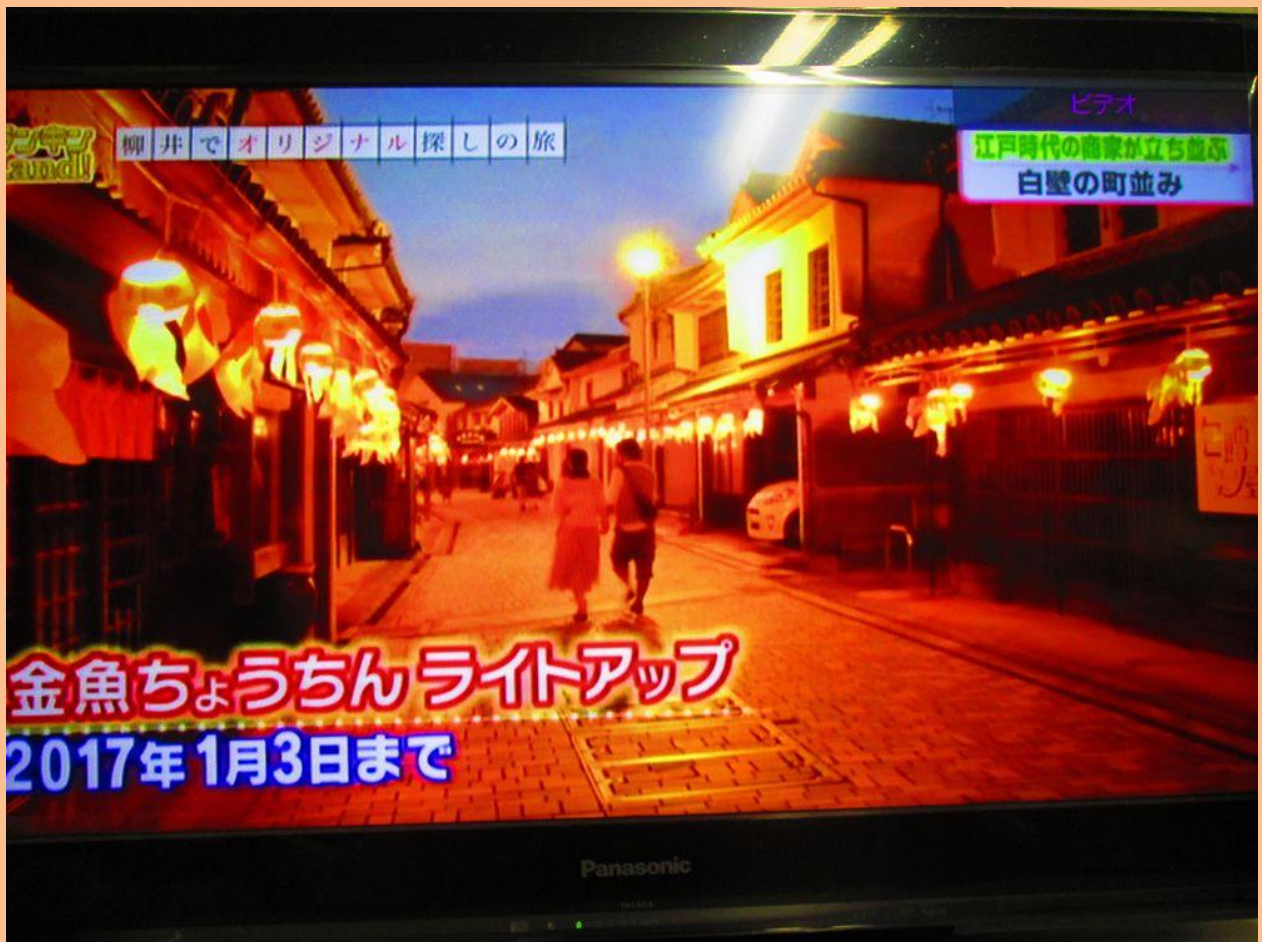 柳井でオリジナル探しの旅
ビデオ
江戸時代の商家が立ち並ぶ
白壁の町並み
金魚ちょうちん ライトアップ
2017年1月3日まで
Panasonic